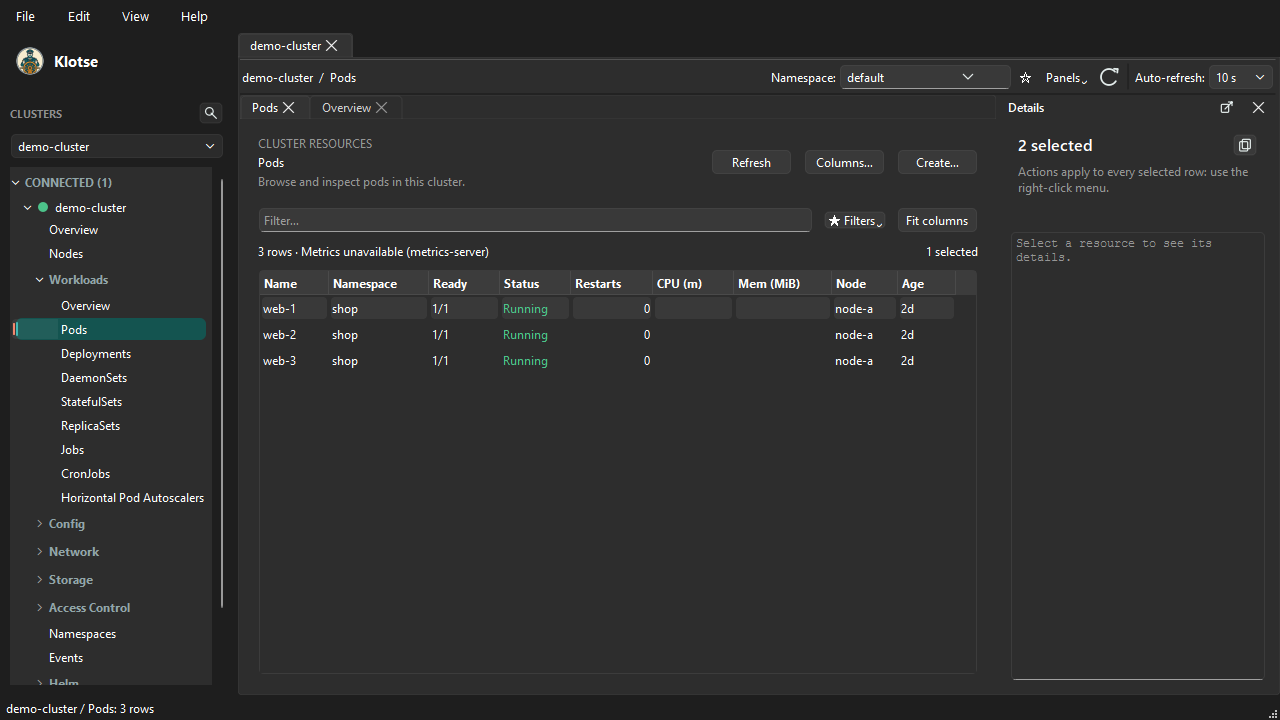 File Edit View Help
Klotse
CLUSTERS
demo-cluster
CONNECTED (1)
demo-cluster
Overview
Nodes
Workloads
Overview
Pods
Deployments
DaemonSets
StatefulSets
ReplicaSets
Jobs
CronJobs
Horizontal Pod Autoscalers
Config
Network
Storage
Access Control
Namespaces
Events
Helm
demo-cluster
demo-cluster / Pods
Namespace: default
Panels
Auto-refresh: 10 s
Pods
Overview
CLUSTER RESOURCES
Pods
Browse and inspect pods in this cluster.
Refresh
Columns...
Create...
Filter...
Filters
Fit columns
3 rows · Metrics unavailable (metrics-server)
1 selected
Name Namespace Ready Status Restarts CPU (m) Mem (MiB) Node Age
web-1 shop 1/1 Running 0 node-a 2d
web-2 shop 1/1 Running 0 node-a 2d
web-3 shop 1/1 Running 0 node-a 2d
Details
2 selected
Actions apply to every selected row: use the
right-click menu.
Select a resource to see its
details.
demo-cluster / Pods: 3 rows